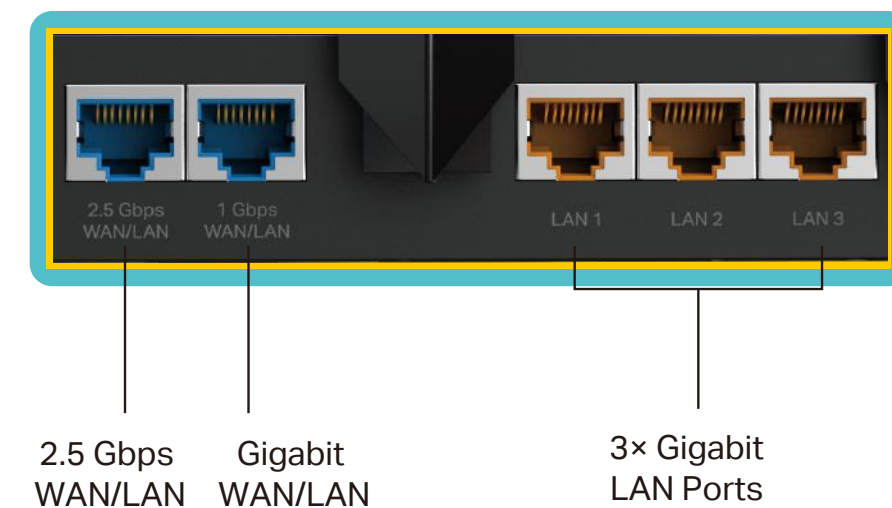 2.5 Gbps
WAN/LAN
1 Gbps
WAN/LAN
LAN 1
LAN 2
LAN 3
2.5 Gbps
WAN/LAN
Gigabit
WAN/LAN
3× Gigabit
LAN Ports